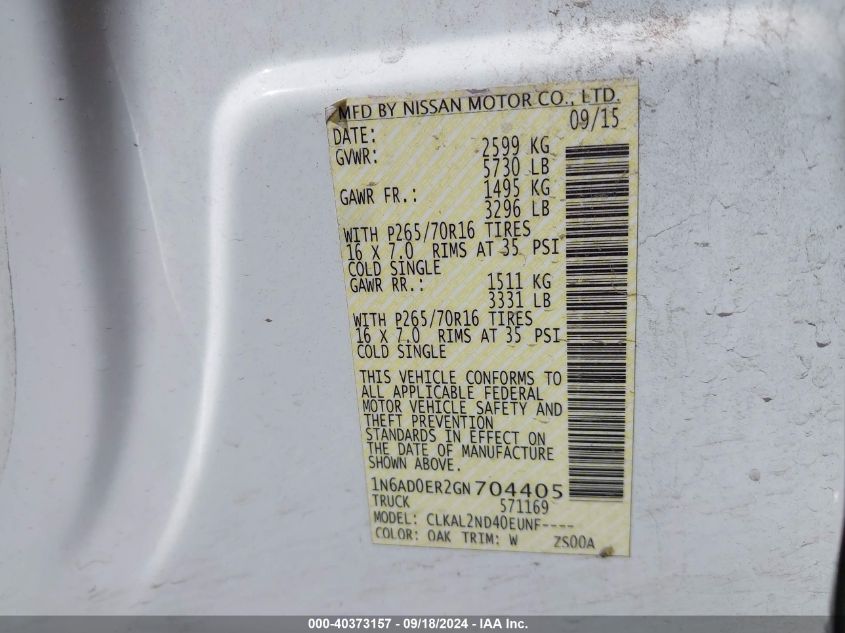 MFD BY NISSAN MOTOR CO., LTD.
DATE: 09/15
GVWR: 2599 KG
5730 LB
GAWR FR.: 1495 KG
3296 LB
WITH P265/70R16 TIRES
16 X 7.0 RIMS AT 35 PSI
COLD SINGLE
GAWR RR.: 1511 KG
3331 LB
WITH P265/70R16 TIRES
16 X 7.0 RIMS AT 35 PSI
COLD SINGLE
THIS VEHICLE CONFORMS TO
ALL APPLICABLE FEDERAL
MOTOR VEHICLE SAFETY AND
THEFT PREVENTION
STANDARDS IN EFFECT ON
THE DATE OF MANUFACTURE
SHOWN ABOVE.
1N6AD0ER2GN704405
TRUCK 571169
MODEL: CLKAL2ND40EUNF----
COLOR: QAK TRIM: W ZS00A
000-40373157 - 09/18/2024 - IAA Inc.